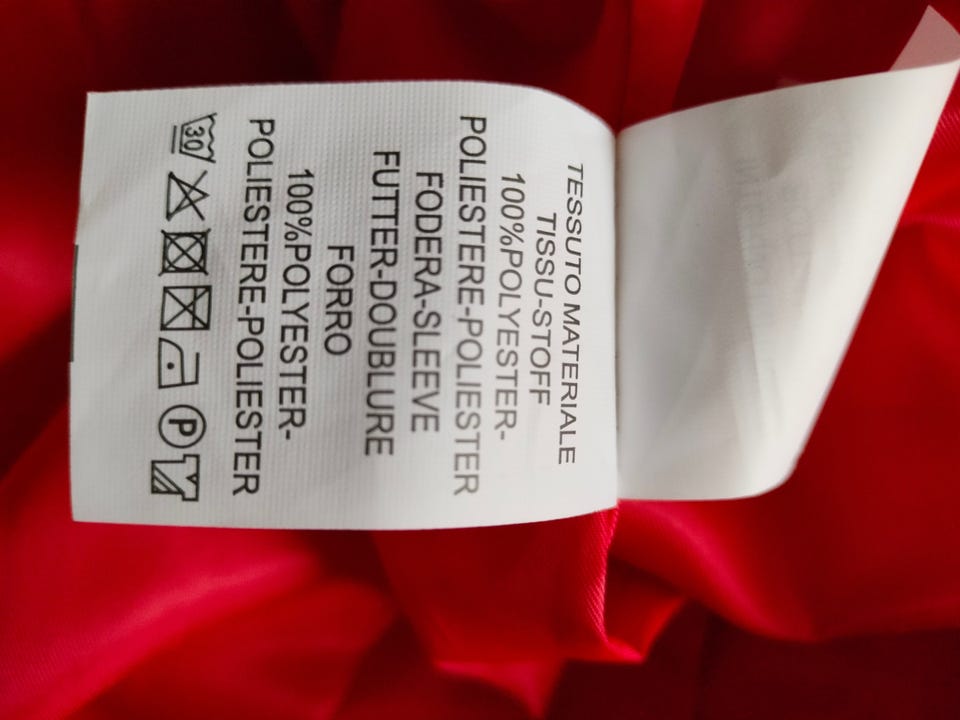 TESSUTO MATERIALE
TISSU-STOFF
100%POLYESTER-
POLIESTERE-POLIESTER
FODERA-SLEEVE
FUTTER-DOUBLURE
FORRO
100%POLYESTER-
POLIESTERE-POLIESTER
30 P